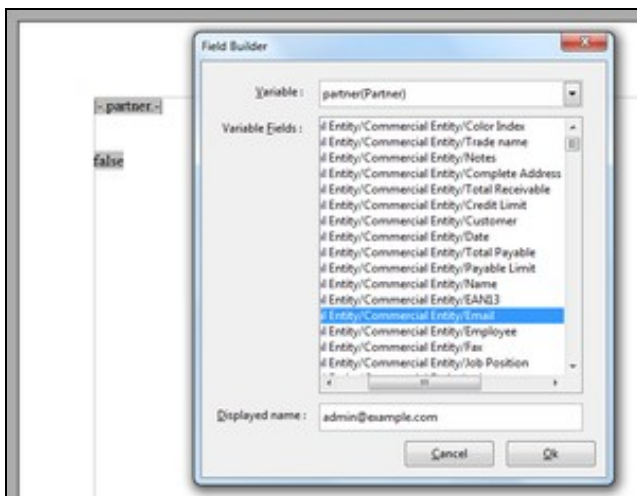 Field Builder
Variable :
partner(Partner)
|-.partner.-|
Variable Fields :
l Entity/Commercial Entity/Color Index
l Entity/Commercial Entity/Trade name
l Entity/Commercial Entity/Notes
l Entity/Commercial Entity/Complete Address
l Entity/Commercial Entity/Total Receivable
false
l Entity/Commercial Entity/Credit Limit
l Entity/Commercial Entity/Customer
l Entity/Commercial Entity/Date
l Entity/Commercial Entity/Total Payable
l Entity/Commercial Entity/Payable Limit
l Entity/Commercial Entity/Name
l Entity/Commercial Entity/EAN13
l Entity/Commercial Entity/Email
l Entity/Commercial Entity/Employee
l Entity/Commercial Entity/Fax
l Entity/Commercial Entity/Job Position
Displayed name :
admin@example.com
Cancel
Ok